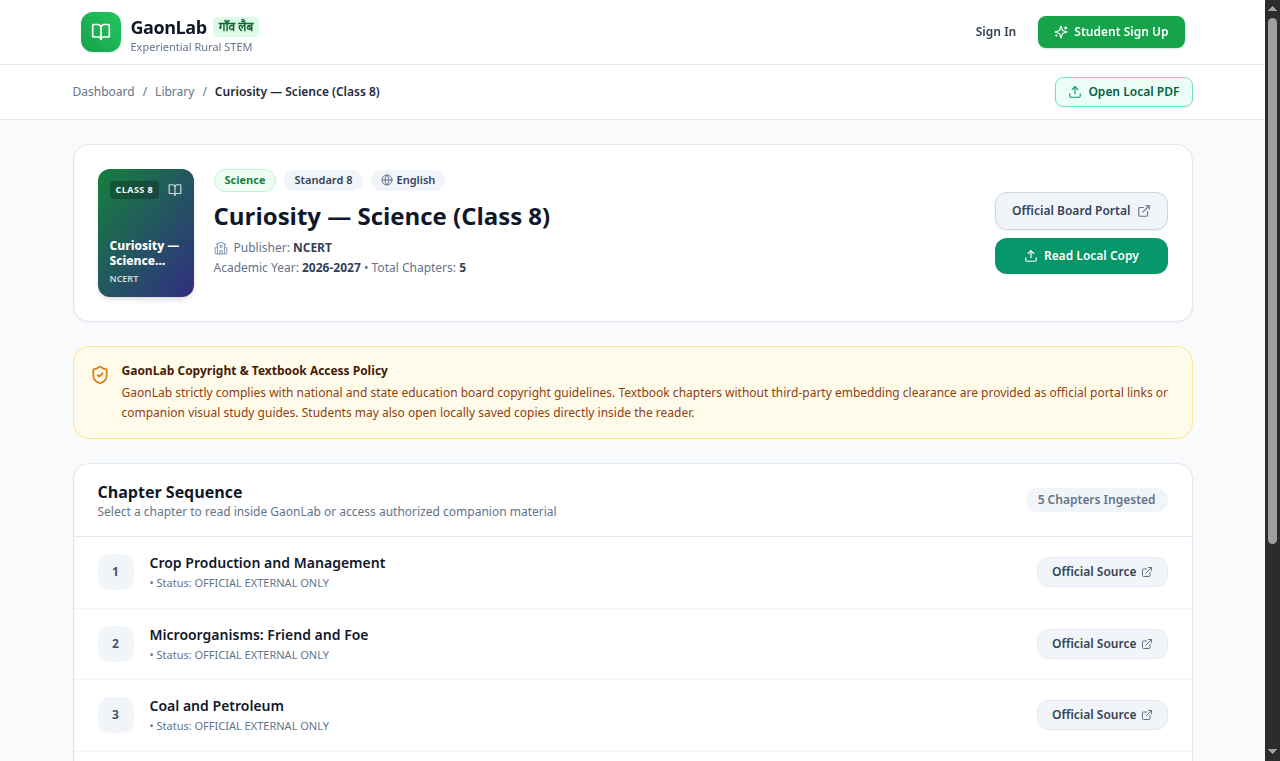 GaonLab गाँव लैब
Experiential Rural STEM
Sign In
Student Sign Up
Dashboard / Library / Curiosity — Science (Class 8)
Open Local PDF
CLASS 8
Curiosity —
Science...
NCERT
Science
Standard 8
English
Curiosity — Science (Class 8)
Publisher: NCERT
Academic Year: 2026-2027 • Total Chapters: 5
Official Board Portal
Read Local Copy
GaonLab Copyright & Textbook Access Policy
GaonLab strictly complies with national and state education board copyright guidelines. Textbook chapters without third-party embedding clearance are provided as official portal links or
companion visual study guides. Students may also open locally saved copies directly inside the reader.
Chapter Sequence
Select a chapter to read inside GaonLab or access authorized companion material
5 Chapters Ingested
1
Crop Production and Management
• Status: OFFICIAL EXTERNAL ONLY
Official Source
2
Microorganisms: Friend and Foe
• Status: OFFICIAL EXTERNAL ONLY
Official Source
3
Coal and Petroleum
• Status: OFFICIAL EXTERNAL ONLY
Official Source